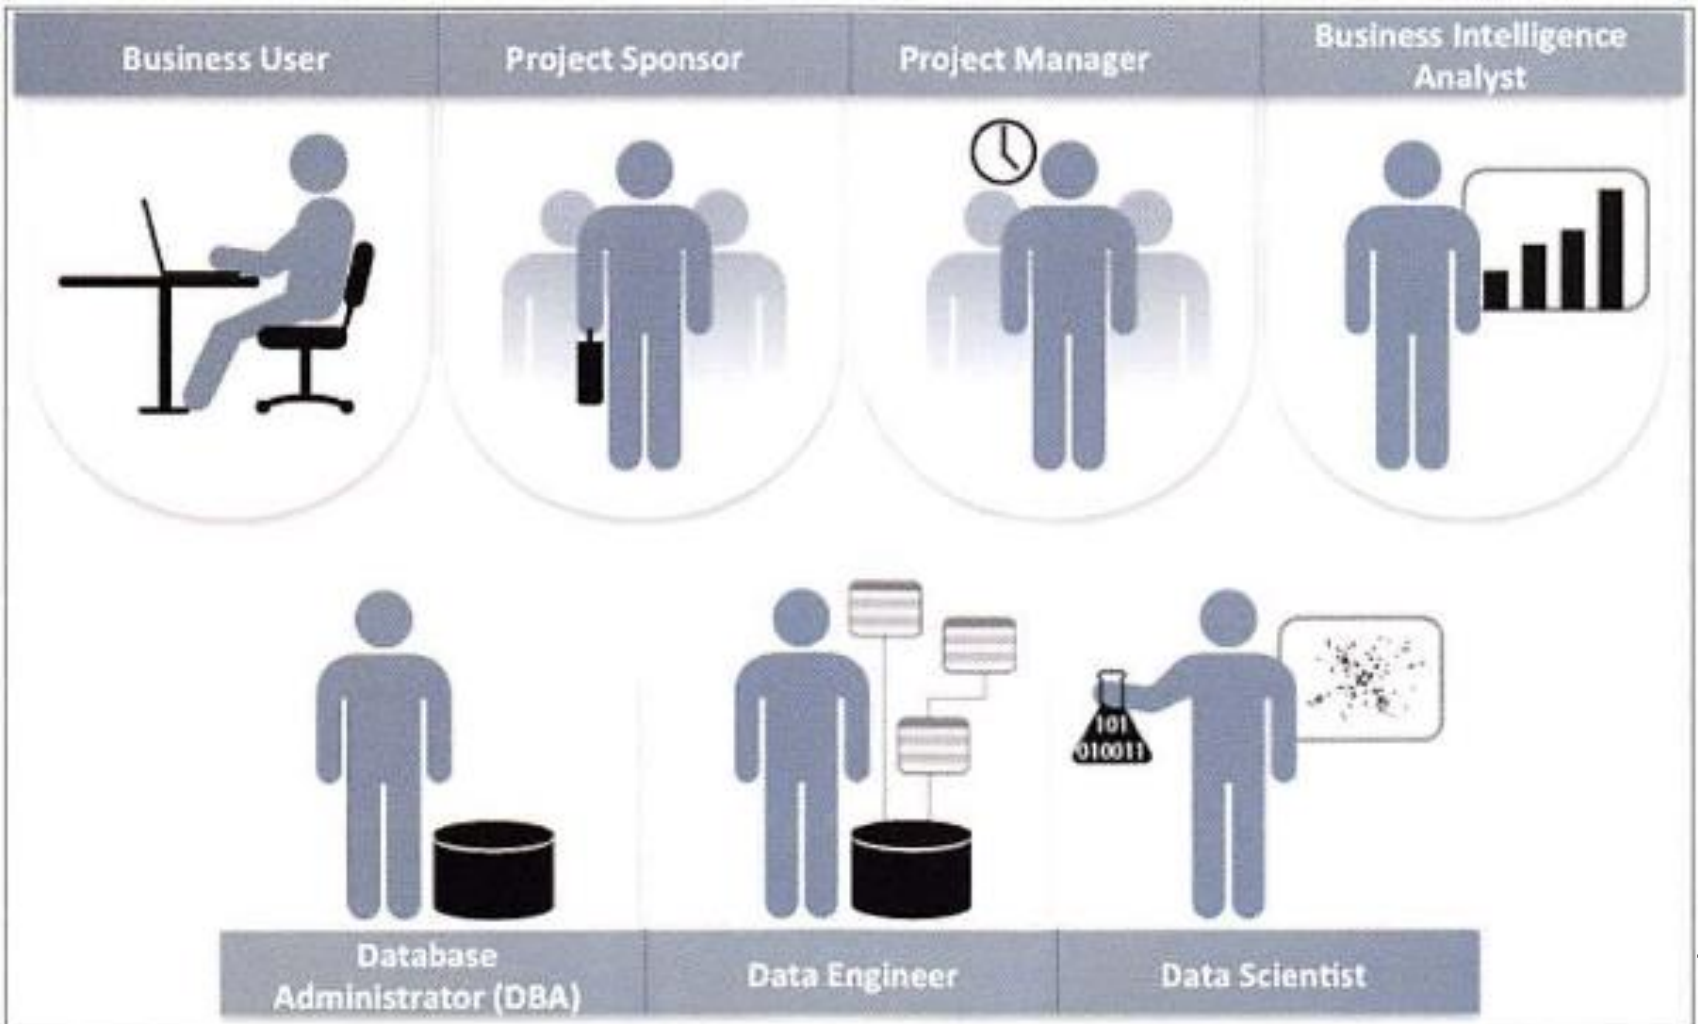 Business User
Project Sponsor
Project Manager
Business Intelligence
Analyst
101
010011
Database
Administrator (DBA)
Data Engineer
Data Scientist